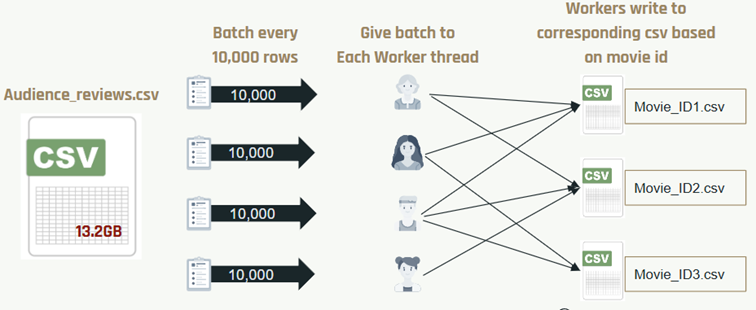 Batch every
10,000 rows
Give batch to
Each Worker thread
Workers write to
corresponding csv based
on movie id
Audience_reviews.csv
CSV
13.2GB
10,000
10,000
10,000
10,000
CSV
Movie_ID1.csv
CSV
Movie_ID2.csv
CSV
Movie_ID3.csv